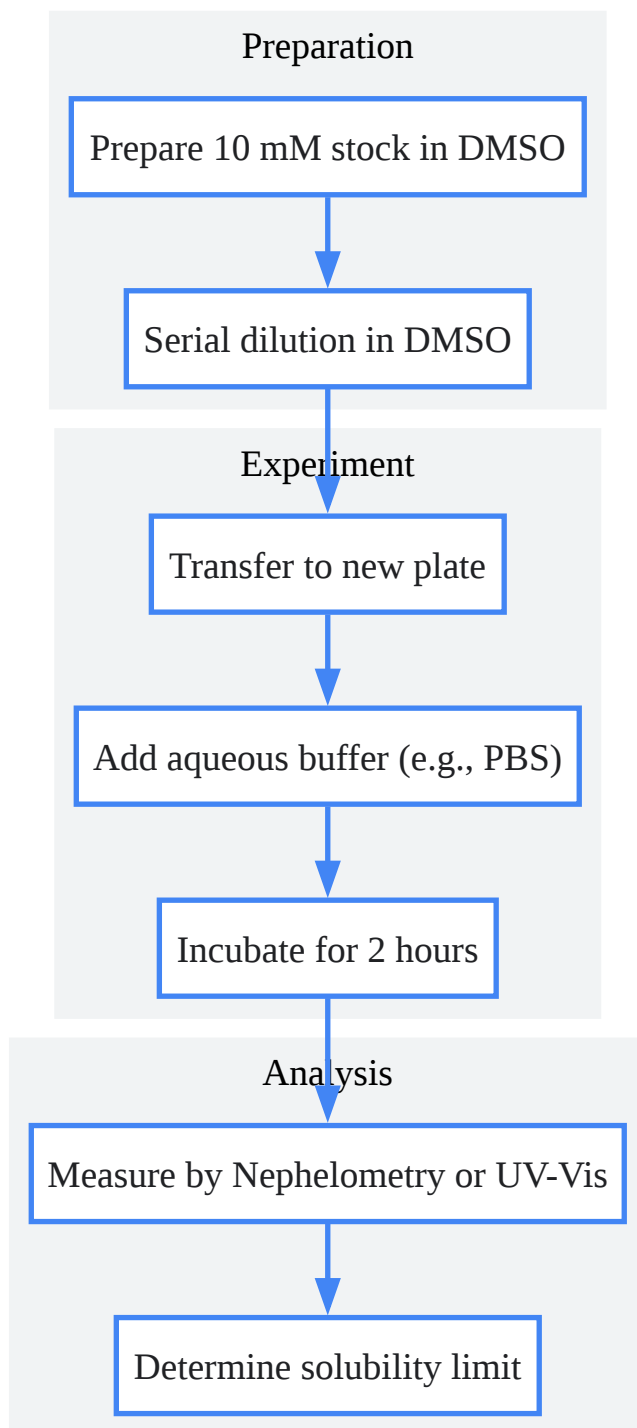 Preparation
Prepare 10 mM stock in DMSO
Serial dilution in DMSO
Experiment
Transfer to new plate
Add aqueous buffer (e.g., PBS)
Incubate for 2 hours
Analysis
Measure by Nephelometry or UV-Vis
Determine solubility limit